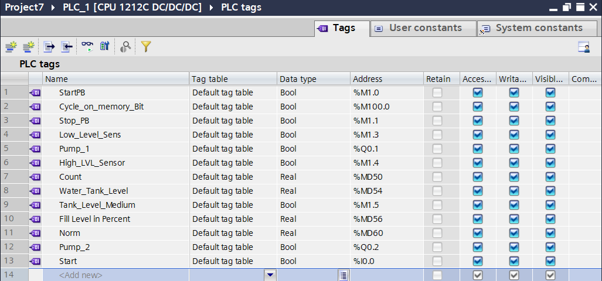 Project7 ▸ PLC_1 [CPU 1212C DC/DC/DC] ▸ PLC tags
Tags User constants System constants
PLC tags
Name Tag table Data type Address Retain Acces... Writa... Visibl... Com...
1 StartPB Default tag table Bool %M1.0
2 Cycle_on_memory_Bit Default tag table Bool %M100.0
3 Stop_PB Default tag table Bool %M1.1
4 Low_Level_Sens Default tag table Bool %M1.3
5 Pump_1 Default tag table Bool %Q0.1
6 High_LVL_Sensor Default tag table Bool %M1.4
7 Count Default tag table Real %MD50
8 Water_Tank_Level Default tag table Real %MD54
9 Tank_Level_Medium Default tag table Bool %M1.5
10 Fill Level in Percent Default tag table Real %MD56
11 Norm Default tag table Real %MD60
12 Pump_2 Default tag table Bool %Q0.2
13 Start Default tag table Bool %I0.0
14 <Add new>